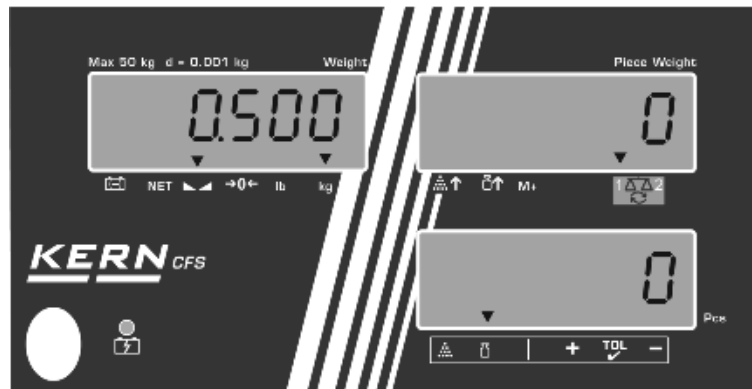 Max 50 kg d = 0.001 kg Weight
0.500
NET →0← lb kg
Piece Weight
0
M+
1 2
KERN CFS
0
Pcs
+ TOL −